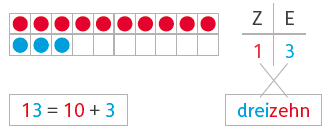 Z E
1 3
13 = 10 + 3
dreizehn